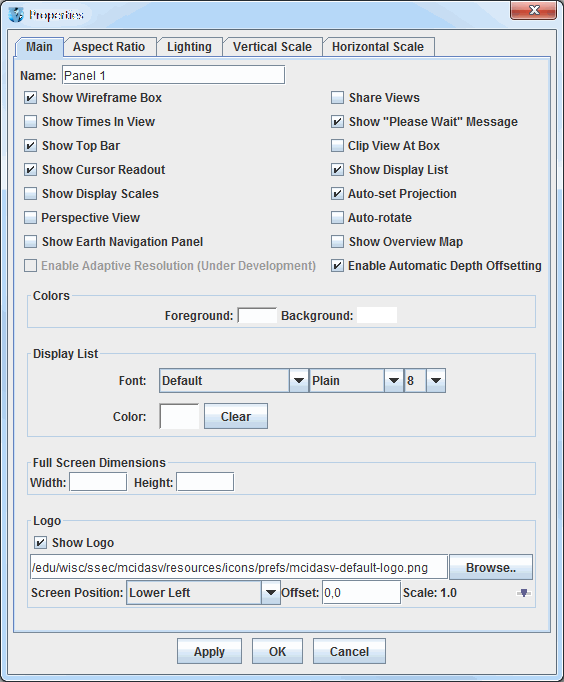 Properties
Main Aspect Ratio Lighting Vertical Scale Horizontal Scale
Name: Panel 1
Show Wireframe Box Share Views
Show Times In View Show "Please Wait" Message
Show Top Bar Clip View At Box
Show Cursor Readout Show Display List
Show Display Scales Auto-set Projection
Perspective View Auto-rotate
Show Earth Navigation Panel Show Overview Map
Enable Adaptive Resolution (Under Development) Enable Automatic Depth Offsetting
Colors
Foreground: Background:
Display List
Font: Default Plain 8
Color: Clear
Full Screen Dimensions
Width: Height:
Logo
Show Logo
/edu/wisc/ssec/mcidasv/resources/icons/prefs/mcidasv-default-logo.png Browse..
Screen Position: Lower Left Offset: 0,0 Scale: 1.0
Apply OK Cancel